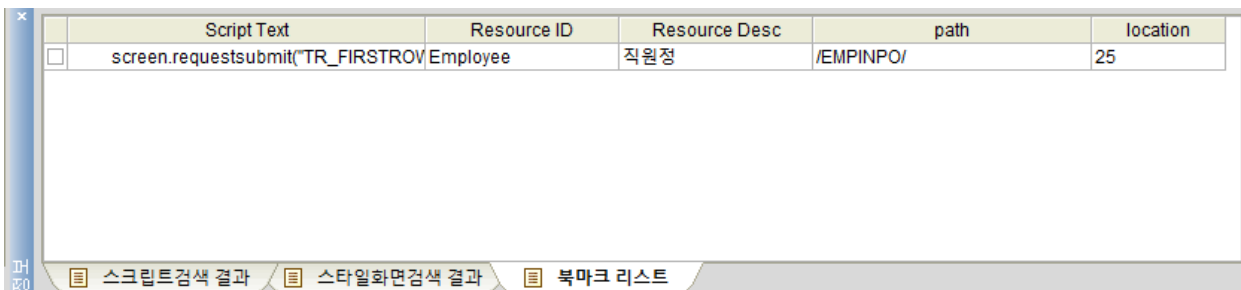 Script Text Resource ID Resource Desc path location
screen.requestsubmit("TR_FIRSTROW Employee 직원정 /EMPINPO/ 25
스크립트검색 결과 스타일화면검색 결과 북마크 리스트